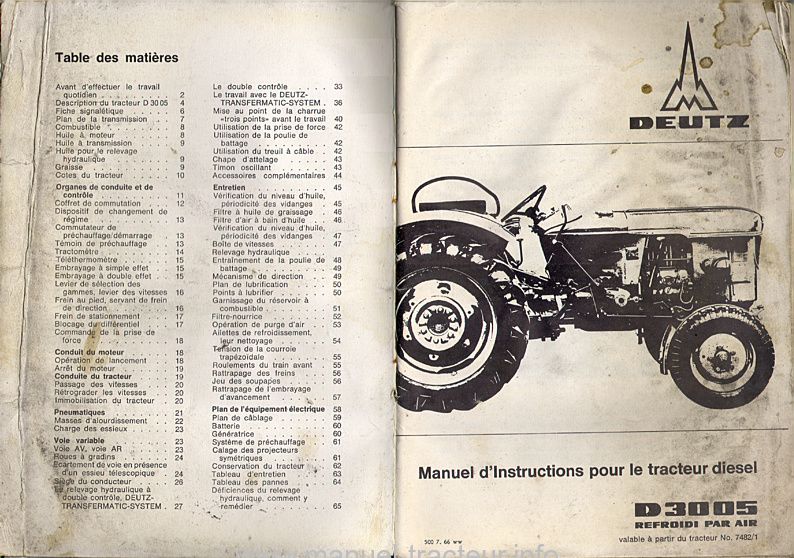 Table des matières
Avant d'effectuer le travail
quotidien . . . . . . . . . 2
Description du tracteur D 30 05 4
Fiche signalétique . . . . . 6
Plan de la transmission . . . 7
Combustible . . . . . . . . 8
Huile à moteur . . . . . . 8
Huile à transmission . . . . 9
Huile pour le relevage
hydraulique . . . . . . . . 9
Graisse . . . . . . . . . 9
Cotes du tracteur . . . . . 10
Organes de conduite et de
contrôle . . . . . . . . . 11
Coffret de commutation . . . 12
Dispositif de changement de
régime . . . . . . . . . 13
Commutateur de
préchauffage/démarrage . . 13
Témoin de préchauffage . . 13
Tractomètre . . . . . . . 14
Téléthermomètre . . . . . 15
Embrayage à simple effet . . 15
Embrayage à double effet . . 15
Levier de sélection des
gammes, levier des vitesses 16
Frein au pied, servant de frein
de direction . . . . . . . 16
Frein de stationnement . . . 17
Blocage du différentiel . . . 17
Commande de la prise de
force . . . . . . . . . . 18
Conduit du moteur . . . . 18
Opération de lancement . . . 18
Arrêt du moteur . . . . . . 19
Conduite du tracteur . . . . 19
Passage des vitesses . . . . 20
Rétrograder les vitesses . . 20
Immobilisation du tracteur . . 20
Pneumatiques . . . . . . . 21
Masses d'alourdissement . . 22
Charge des essieux . . . . 23
Voie variable . . . . . . . 23
Voie AV, voie AR . . . . . 23
Roues à gradins . . . . . . 24
Ecartement de voie en présence
d'un essieu télescopique . . 24
Siège du conducteur . . . . 26
Le relevage hydraulique à
double contrôle, DEUTZ-
TRANSFERMATIC-SYSTEM . 27
Le double contrôle . . . . . 33
Le travail avec le DEUTZ-
TRANSFERMATIC-SYSTEM . 36
Mise au point de la charrue
«trois points» avant le travail 40
Utilisation de la prise de force 42
Utilisation de la poulie de
battage . . . . . . . . . 42
Utilisation du treuil à câble . 42
Chape d'attelage . . . . . 43
Timon oscillant . . . . . . 43
Accessoires complémentaires 44
Entretien . . . . . . . . 45
Vérification du niveau d'huile,
périodicité des vidanges . . 45
Filtre à huile de graissage . . 46
Filtre d'air à bain d'huile . . 46
Vérification du niveau d'huile,
périodicité des vidanges . . 47
Boîte de vitesses . . . . . 47
Relevage hydraulique . . .
Entraînement de la poulie de 48
battage . . . . . . . . . 49
Mécanisme de direction . . . 49
Plan de lubrification . . . . 50
Points à lubrifier . . . . . 50
Garnissage du réservoir à
combustible . . . . . . . 51
Filtre-nourrice . . . . . . 52
Opération de purge d'air . . 53
Ailettes de refroidissement,
leur nettoyage . . . . . . 54
Tension de la courroie
trapézoidale . . . . . . . 55
Roulements du train avant . . 55
Rattrapage des freins . . . . 56
Jeu des soupapes . . . . . 56
Rattrapage de l'embrayage
d'avancement . . . . . . 57
Plan de l'équipement électrique 58
Plan de câblage . . . . . . 59
Batterie . . . . . . . . . 60
Génératrice . . . . . . . 60
Système de préchauffage . . 61
Calage des projecteurs
symétriques . . . . . . . 61
Conservation du tracteur . . 62
Tableau d'entretien . . . . 63
Tableau des pannes . . . . 64
Déficiences du relevage
hydraulique, comment y
remédier . . . . . . . . 65
DEUTZ
Manuel d'Instructions pour le tracteur diesel
D 30 05
REFROIDI PAR AIR
valable à partir du tracteur No. 7482/1
500 7. 66 ww
manuel-tracteur.info